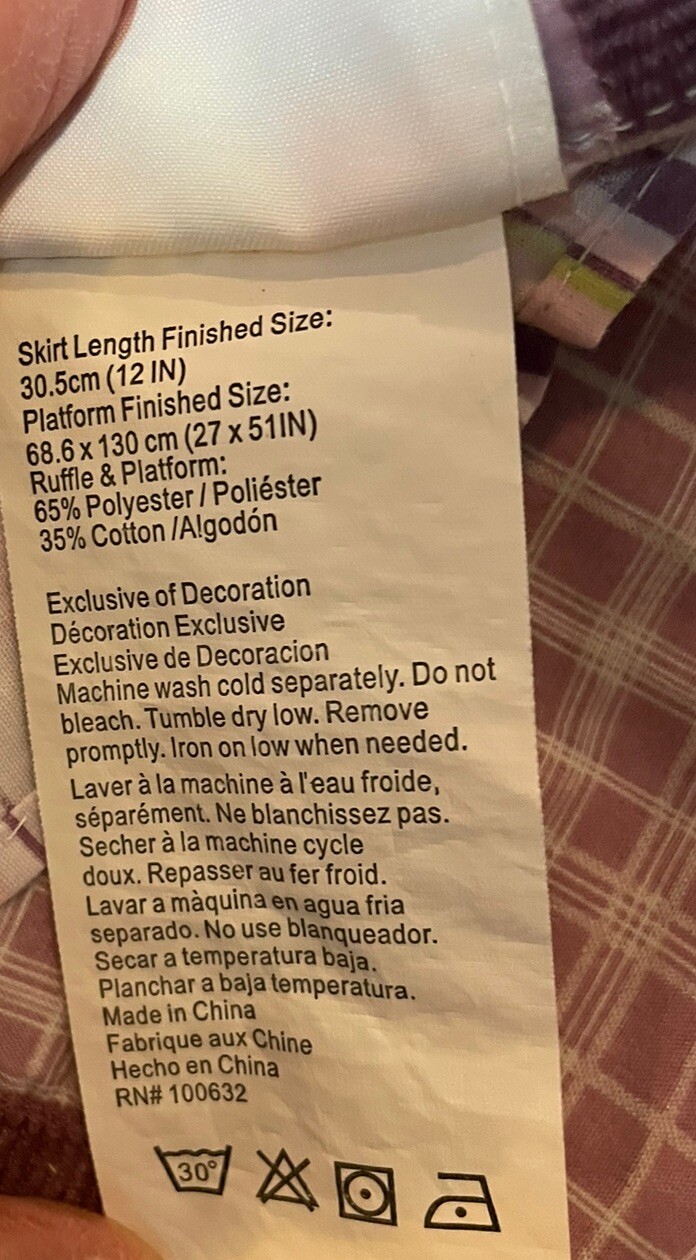 Skirt Length Finished Size:
30.5cm (12 IN)
Platform Finished Size:
68.6 x 130 cm (27 x 51IN)
Ruffle & Platform:
65% Polyester / Poliéster
35% Cotton /Algodón
Exclusive of Decoration
Décoration Exclusive
Exclusive de Decoracion
Machine wash cold separately. Do not
bleach. Tumble dry low. Remove
promptly. Iron on low when needed.
Laver à la machine à l'eau froide,
séparément. Ne blanchissez pas.
Secher à la machine cycle
doux. Repasser au fer froid.
Lavar a màquina en agua fria
separado. No use blanqueador.
Secar a temperatura baja.
Planchar a baja temperatura.
Made in China
Fabrique aux Chine
Hecho en China
RN# 100632
30°